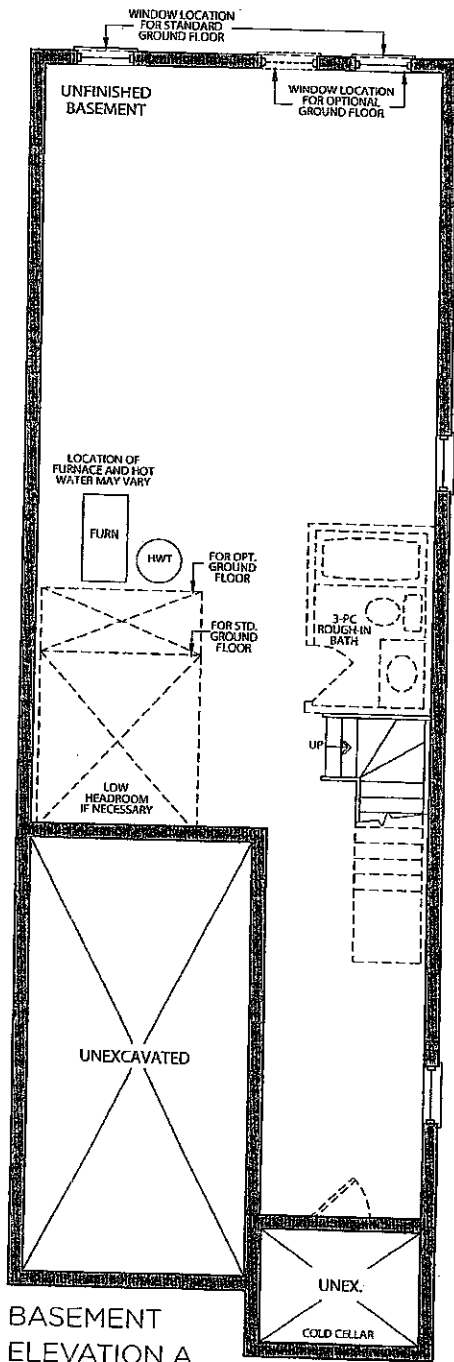 WINDOW LOCATION
FOR STANDARD
GROUND FLOOR
UNFINISHED
BASEMENT
WINDOW LOCATION
FOR OPTIONAL
GROUND FLOOR
LOCATION OF
FURNACE AND HOT
WATER MAY VARY
FURN
HWT
FOR OPT.
GROUND
FLOOR
FOR STD.
GROUND
FLOOR
3-PC
ROUGH-IN
BATH
UP
LOW
HEADROOM
IF NECESSARY
UNEXCAVATED
UNEX.
COLD CELLAR
BASEMENT
ELEVATION A